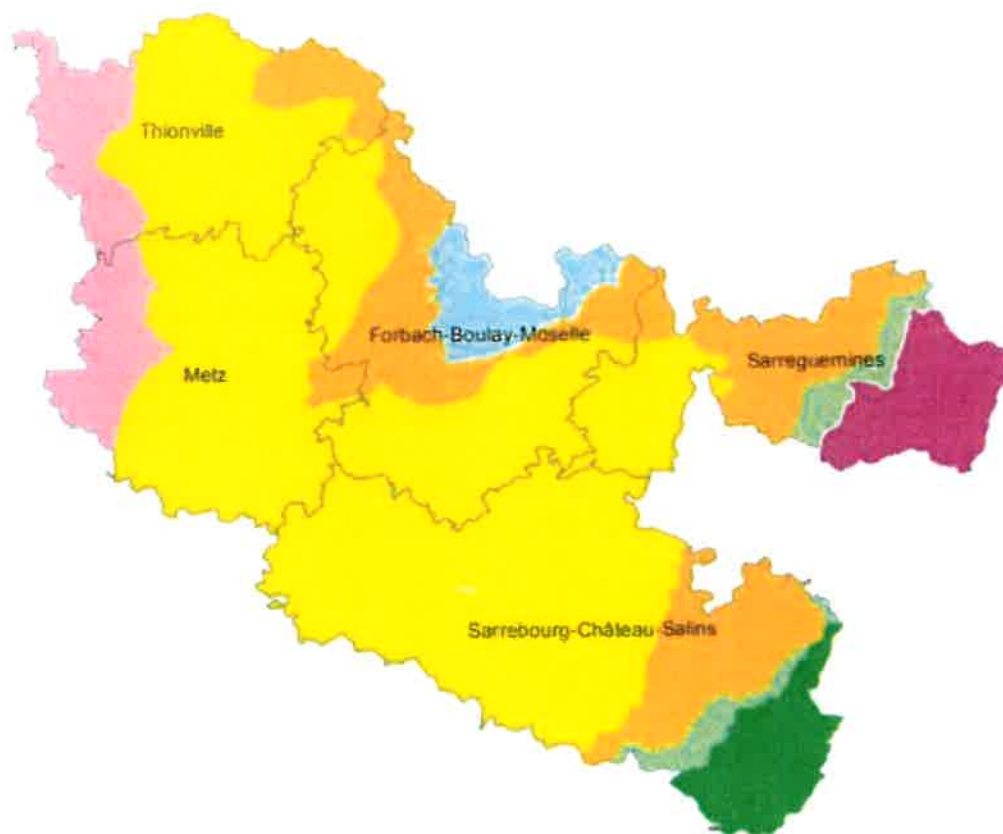 Thionville
Forbach-Boulay-Moselle
Sarreguemines
Metz
Sarrebourg-Château-Salins